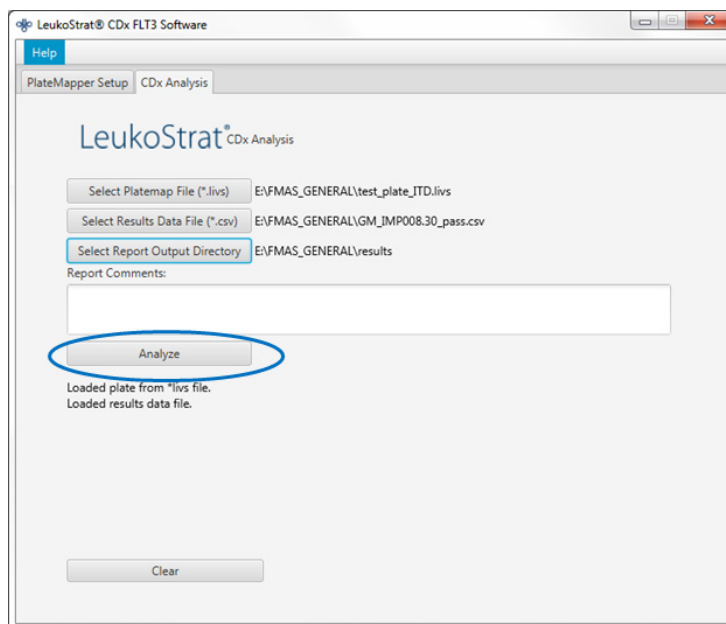 LeukoStrat® CDx FLT3 Software
Help
PlateMapper Setup CDx Analysis
LeukoStrat® CDx Analysis
Select Platemap File (*.livs) E:\FMAS_GENERAL\test_plate_ITD.livs
Select Results Data File (*.csv) E:\FMAS_GENERAL\GM_IMP008.30_pass.csv
Select Report Output Directory E:\FMAS_GENERAL\results
Report Comments:
Analyze
Loaded plate from *livs file.
Loaded results data file.
Clear